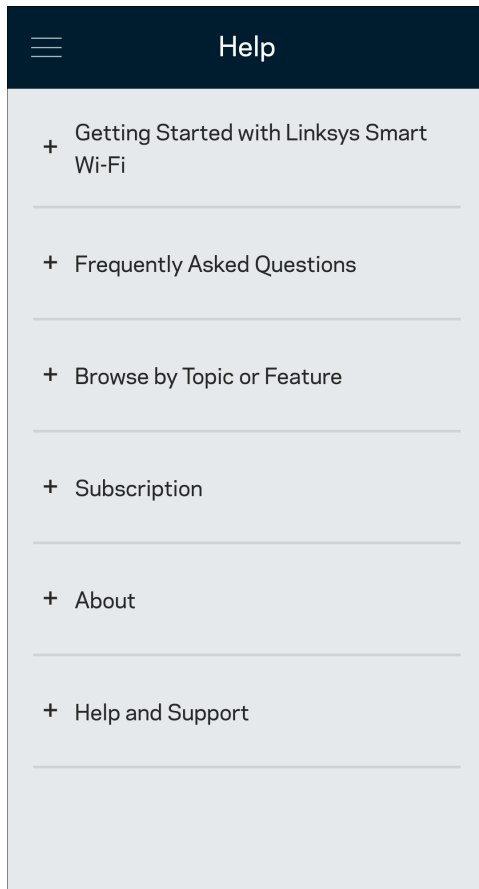 Help
+ Getting Started with Linksys Smart
Wi-Fi
+ Frequently Asked Questions
+ Browse by Topic or Feature
+ Subscription
+ About
+ Help and Support